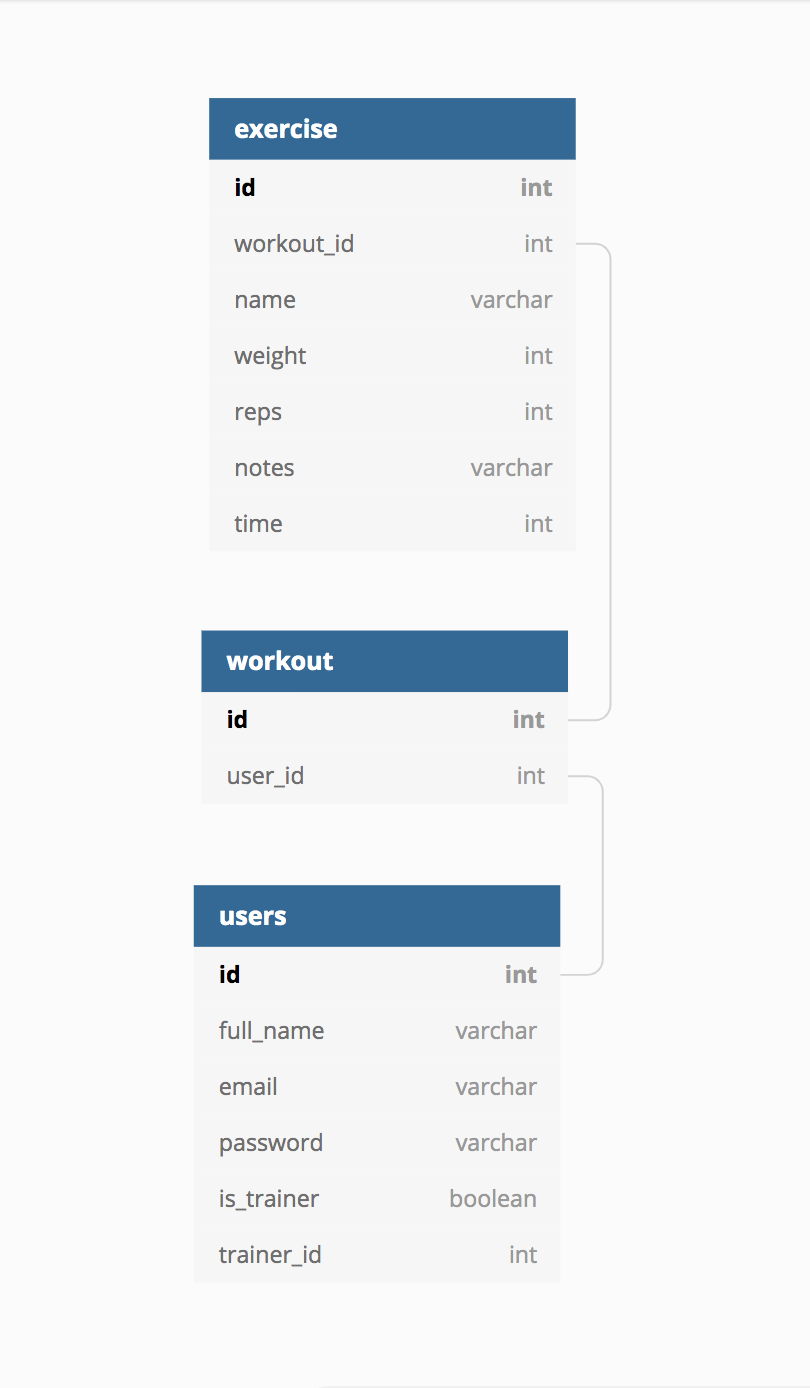 exercise
id int
workout_id int
name varchar
weight int
reps int
notes varchar
time int
workout
id int
user_id int
users
id int
full_name varchar
email varchar
password varchar
is_trainer boolean
trainer_id int